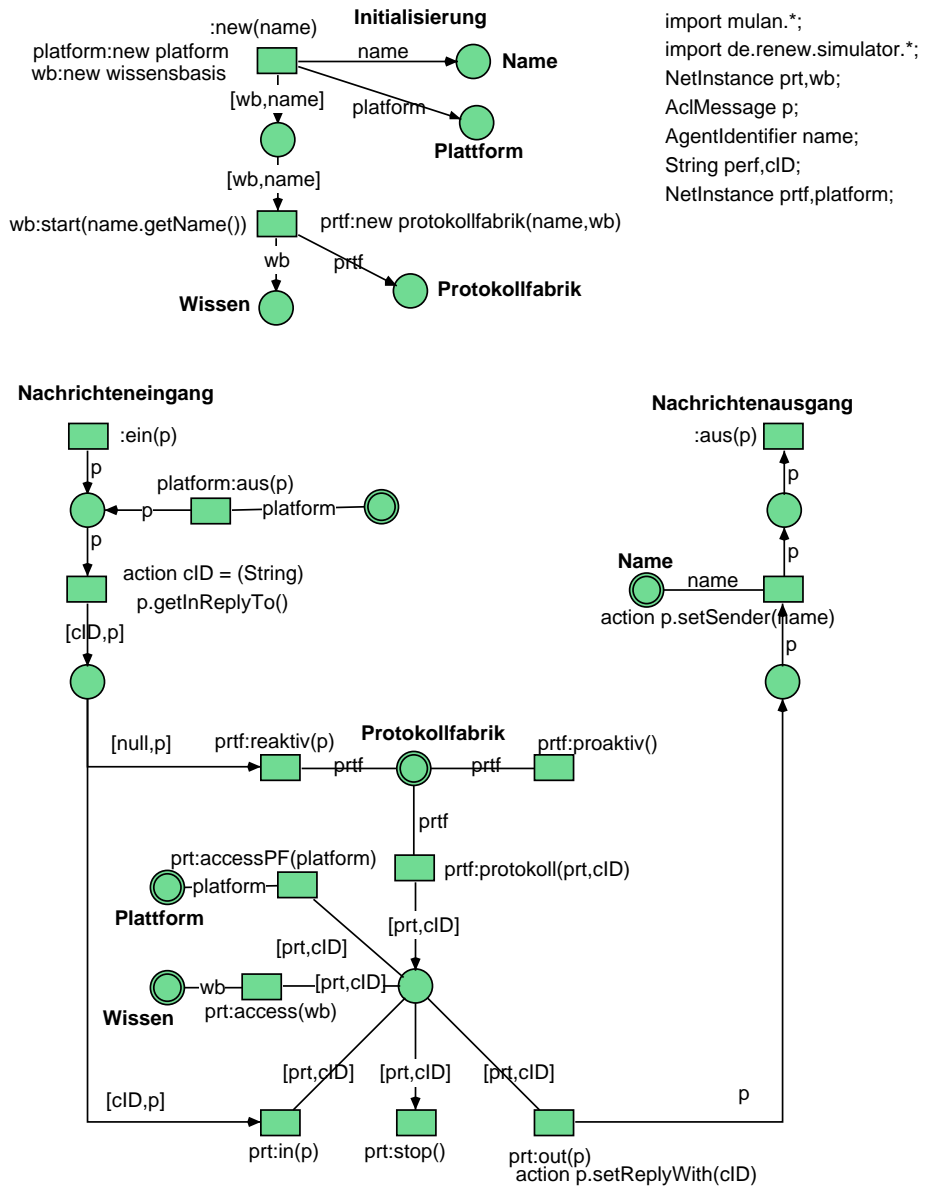 Initialisierung
:new(name)
platform:new platform
wb:new wissensbasis
name
Name
[wb,name]
platform
Plattform
[wb,name]
wb:start(name.getName())
prtf:new protokollfabrik(name,wb)
wb
prtf
Wissen
Protokollfabrik
import mulan.*;
import de.renew.simulator.*;
NetInstance prt,wb;
AclMessage p;
AgentIdentifier name;
String perf,cID;
NetInstance prtf,platform;
Nachrichteneingang
:ein(p)
p
platform:aus(p)
p
platform
p
action cID = (String)
p.getInReplyTo()
[cID,p]
Nachrichtenausgang
:aus(p)
p
p
Name
name
action p.setSender(name)
p
[null,p]
prtf:reaktiv(p)
Protokollfabrik
prtf:proaktiv()
prtf
prtf
prtf
prt:accessPF(platform)
prtf:protokoll(prt,cID)
platform
Plattform
[prt,cID]
[prt,cID]
wb
[prt,cID]
Wissen
prt:access(wb)
[prt,cID]
[prt,cID]
[prt,cID]
[cID,p]
p
prt:in(p)
prt:stop()
prt:out(p)
action p.setReplyWith(cID)